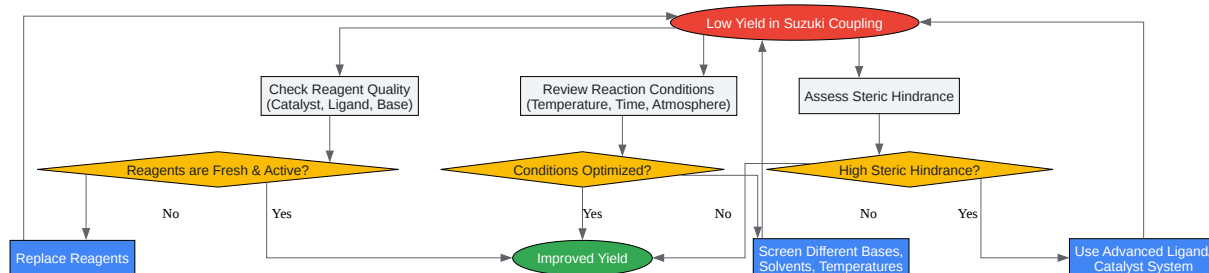 Low Yield in Suzuki Coupling
Check Reagent Quality
(Catalyst, Ligand, Base)
Review Reaction Conditions
(Temperature, Time, Atmosphere)
Assess Steric Hindrance
Reagents are Fresh & Active?
Conditions Optimized?
High Steric Hindrance?
No
Yes
Yes
No
No
Yes
Replace Reagents
Improved Yield
Screen Different Bases,
Solvents, Temperatures
Use Advanced Ligand/
Catalyst System